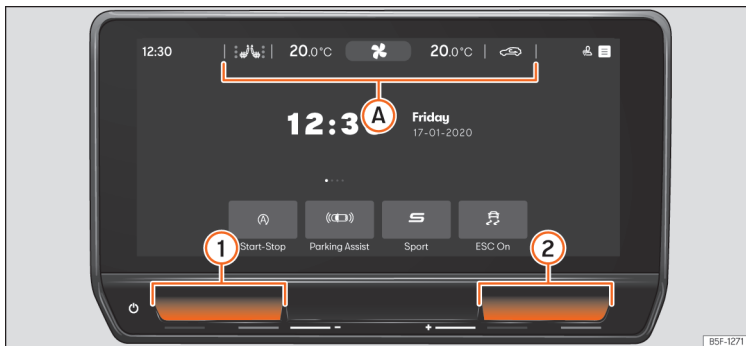 12:30 20.0°C 20.0°C
12:3
Friday
17-01-2020
A
Start-Stop Parking Assist Sport ESC On
1 2
- +
B5F-1271